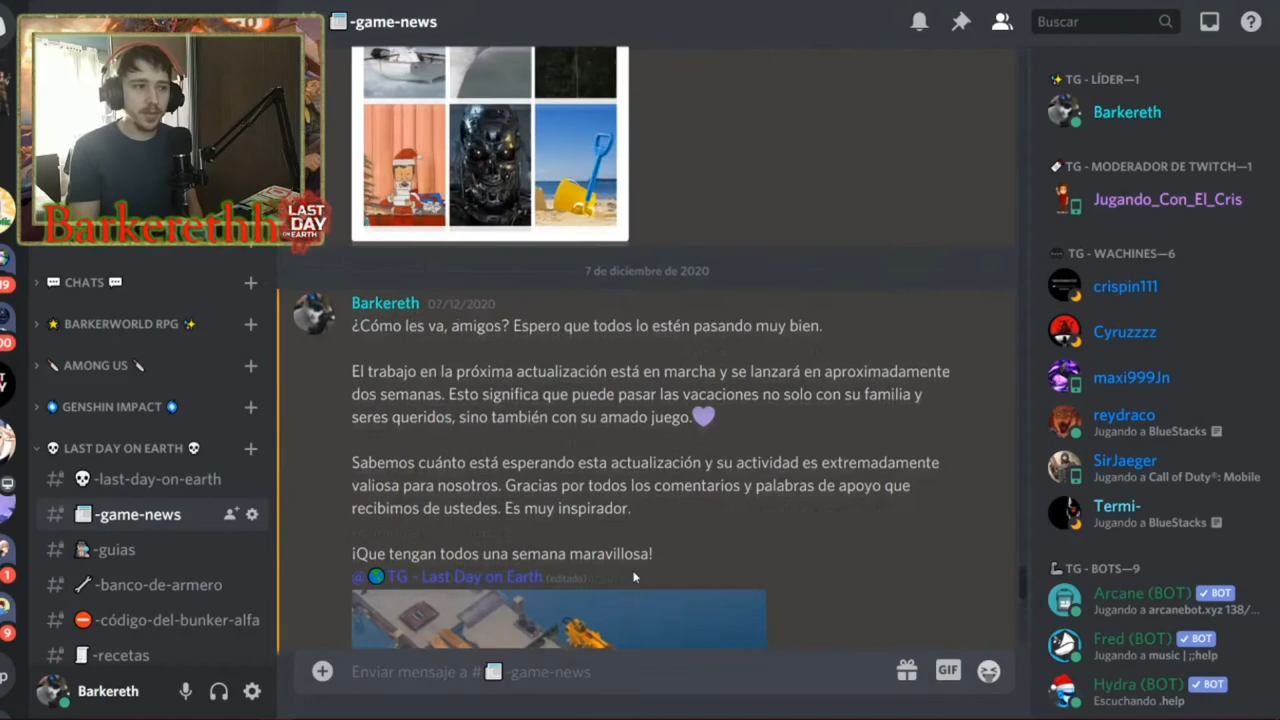 -game-news
Buscar
Barkerethh
LAST
DAY
ON EARTH
CHATS
BARKERWORLD RPG
AMONG US
GENSHIN IMPACT
LAST DAY ON EARTH
-last-day-on-earth
-game-news
-guias
-banco-de-armero
-código-del-bunker-alfa
-recetas
Barkereth
7 de diciembre de 2020
Barkereth 07/12/2020
¿Cómo les va, amigos? Espero que todos lo estén pasando muy bien.
El trabajo en la próxima actualización está en marcha y se lanzará en aproximadamente
dos semanas. Esto significa que puede pasar las vacaciones no solo con su familia y
seres queridos, sino también con su amado juego.💜
Sabemos cuánto está esperando esta actualización y su actividad es extremadamente
valiosa para nosotros. Gracias por todos los comentarios y palabras de apoyo que
recibimos de ustedes. Es muy inspirador.
¡Que tengan todos una semana maravillosa!
@TG - Last Day on Earth (editado)
Enviar mensaje a #-game-news
GIF
TG - LÍDER—1
Barkereth
TG - MODERADOR DE TWITCH—1
Jugando_Con_El_Cris
TG - WACHINES—6
crispin111
Cyruzzzz
maxi999Jn
reydraco
Jugando a BlueStacks
SirJaeger
Jugando a Call of Duty®: Mobile
Termi-
Jugando a BlueStacks
TG - BOTS—9
Arcane (BOT) ✓ BOT
Jugando a arcanebot.xyz 138/...
Fred (BOT) ✓ BOT
Jugando a music | ;;help
Hydra (BOT) ✓ BOT
Escuchando .help